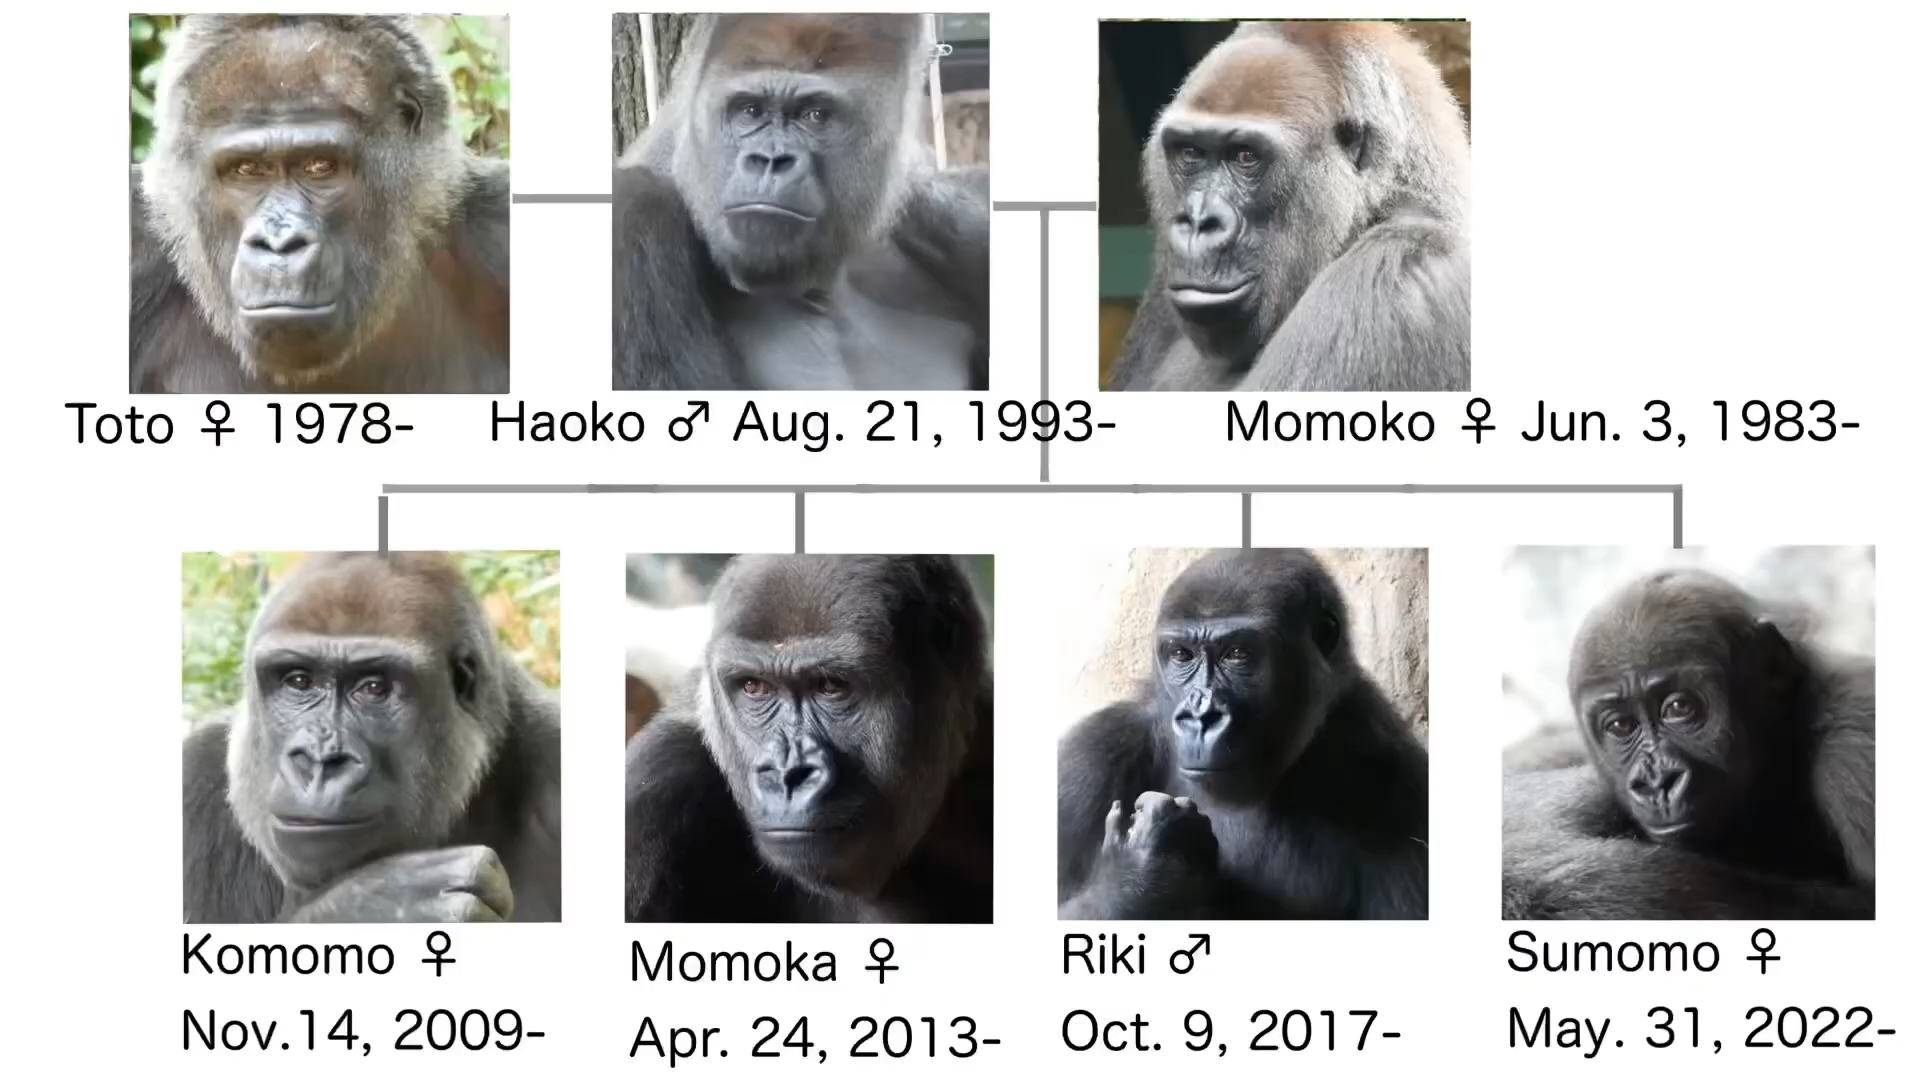 Toto ♀ 1978-
Haoko ♂ Aug. 21, 1993-
Momoko ♀ Jun. 3, 1983-
Komomo ♀
Nov.14, 2009-
Momoka ♀
Apr. 24, 2013-
Riki ♂
Oct. 9, 2017-
Sumomo ♀
May. 31, 2022-